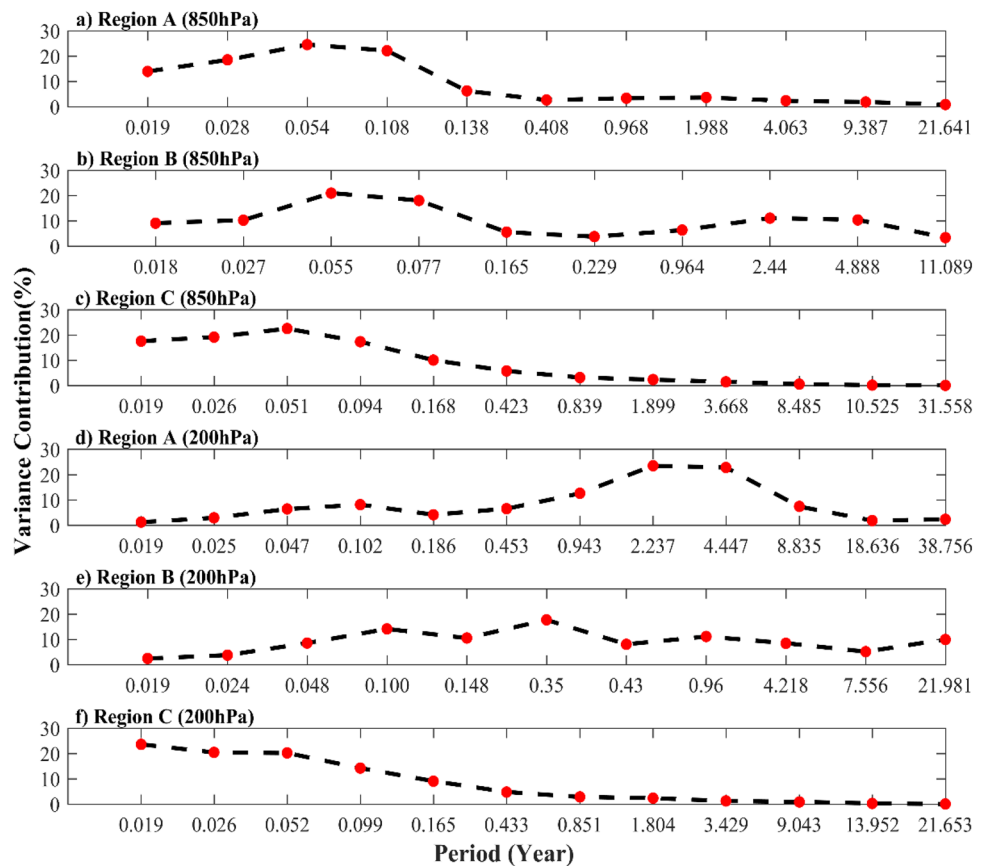 a) Region A (850hPa)
30
20
10
0
0.019 0.028 0.054 0.108 0.138 0.408 0.968 1.988 4.063 9.387 21.641
b) Region B (850hPa)
30
20
10
0
0.018 0.027 0.055 0.077 0.165 0.229 0.964 2.44 4.888 11.089
c) Region C (850hPa)
30
20
10
0
0.019 0.026 0.051 0.094 0.168 0.423 0.839 1.899 3.668 8.485 10.525 31.558
d) Region A (200hPa)
30
20
10
0
0.019 0.025 0.047 0.102 0.186 0.453 0.943 2.237 4.447 8.835 18.636 38.756
e) Region B (200hPa)
30
20
10
0
0.019 0.024 0.048 0.100 0.148 0.35 0.43 0.96 4.218 7.556 21.981
f) Region C (200hPa)
30
20
10
0
0.019 0.026 0.052 0.099 0.165 0.433 0.851 1.804 3.429 9.043 13.952 21.653
Variance Contribution(%)
Period (Year)